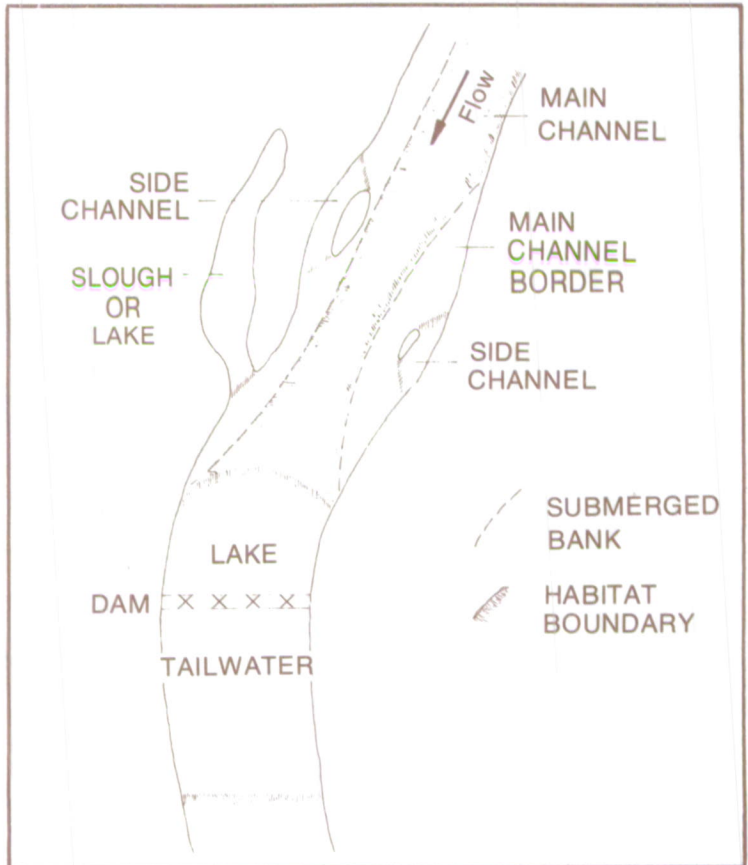 Flow
MAIN
CHANNEL
SIDE
CHANNEL
MAIN
CHANNEL
BORDER
SLOUGH
OR
LAKE
SIDE
CHANNEL
SUBMERGED
BANK
LAKE
DAM
HABITAT
BOUNDARY
TAILWATER